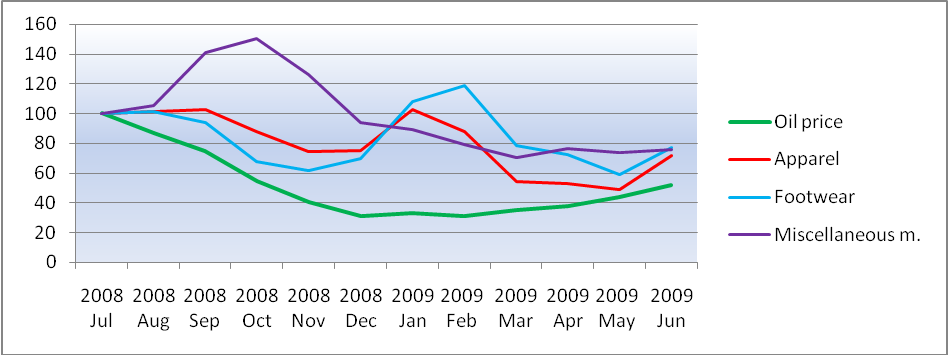 160
140
120
100
80
60
40
20
0
2008 2008 2008 2008 2008 2008 2009 2009 2009 2009 2009 2009
Jul Aug Sep Oct Nov Dec Jan Feb Mar Apr May Jun
Oil price
Apparel
Footwear
Miscellaneous m.